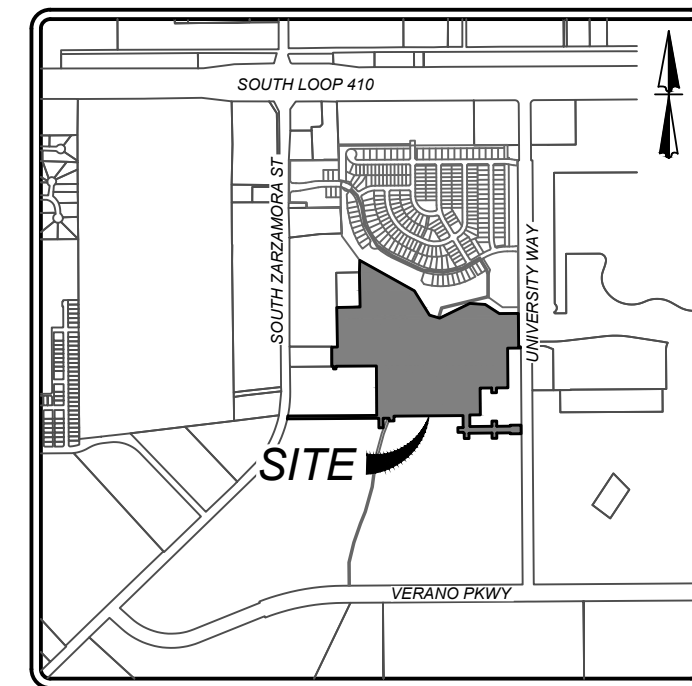 SOUTH LOOP 410
SOUTH ZARZAMORA ST
UNIVERSITY WAY
SITE
VERANO PKWY